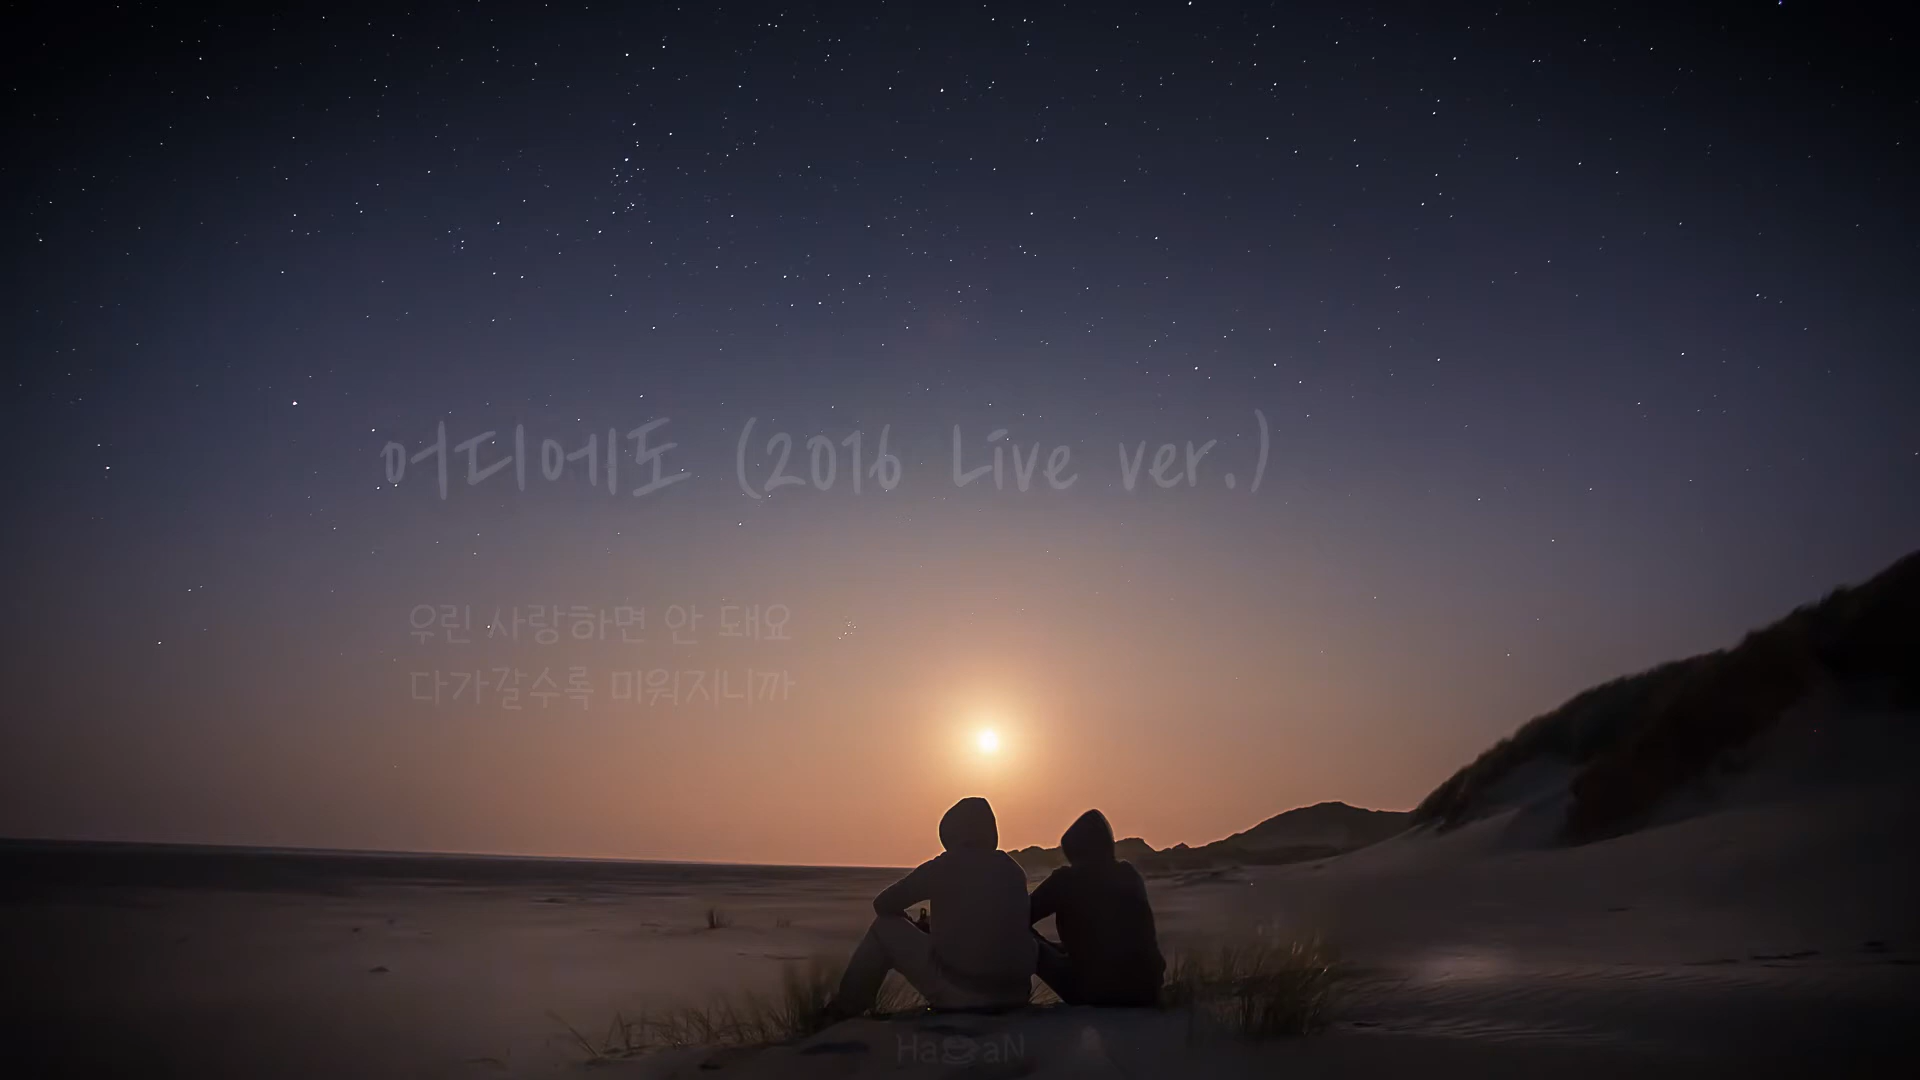 어디에도 (2016 Live ver.)
우린 사랑하면 안 돼요
다가갈수록 미워지니까